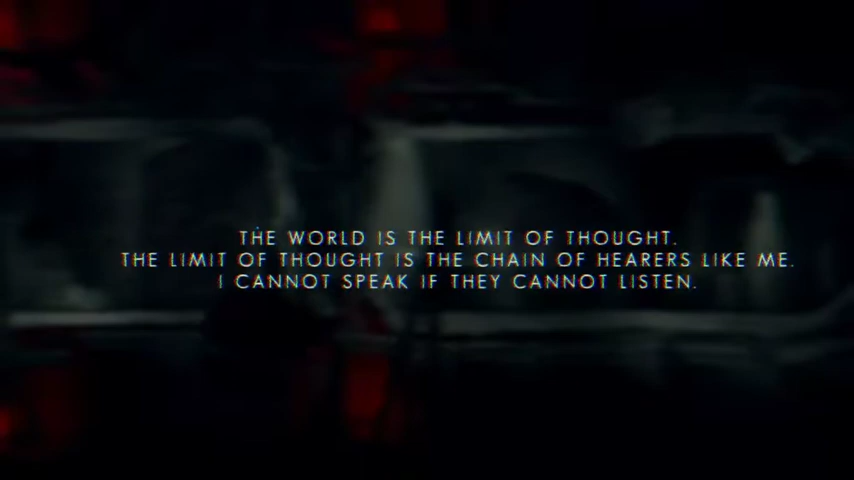 THE WORLD IS THE LIMIT OF THOUGHT.
THE LIMIT OF THOUGHT IS THE CHAIN OF HEARERS LIKE ME.
I CANNOT SPEAK IF THEY CANNOT LISTEN.